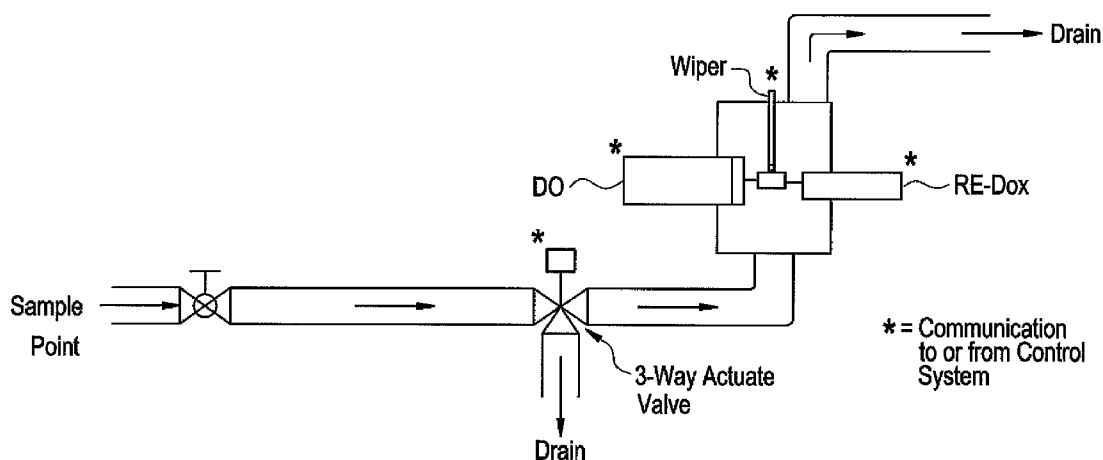 Drain
Wiper
*
*
DO
*
RE-Dox
*
Sample
Point
3-Way Actuate
Valve
Drain
* = Communication
to or from Control
System